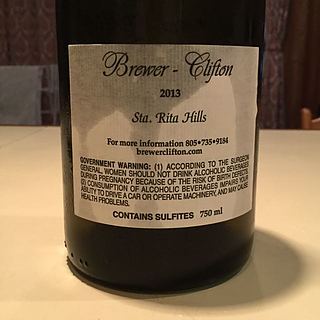 Brewer - Clifton
2013
Sta. Rita Hills
For more information 805•735•9184
brewerclifton.com
GOVERNMENT WARNING: (1) ACCORDING TO THE SURGEON
GENERAL, WOMEN SHOULD NOT DRINK ALCOHOLIC BEVERAGES
DURING PREGNANCY BECAUSE OF THE RISK OF BIRTH DEFECTS.
(2) CONSUMPTION OF ALCOHOLIC BEVERAGES IMPAIRS YOUR
ABILITY TO DRIVE A CAR OR OPERATE MACHINERY, AND MAY CAUSE
HEALTH PROBLEMS.
CONTAINS SULFITES 750 ml